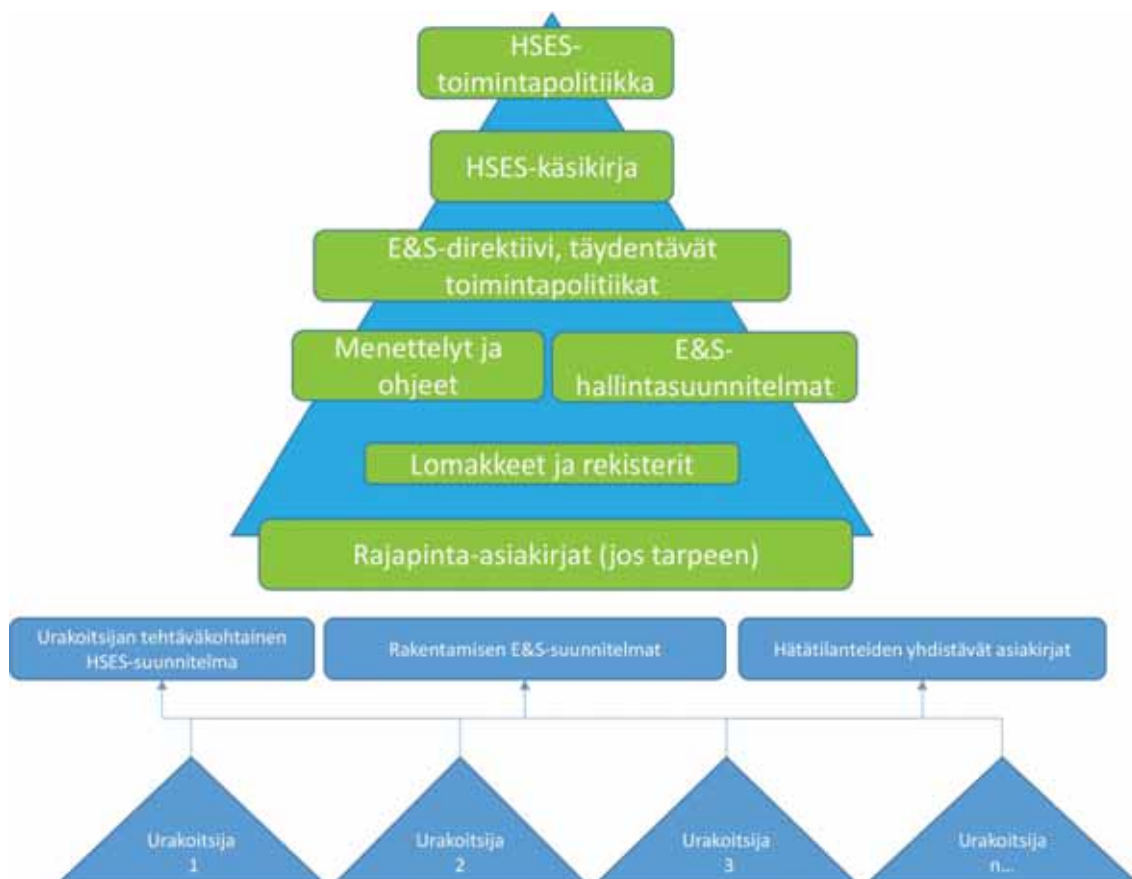 HSES-
toimintapolitiikka
HSES-käsikirja
E&S-direktiivi, täydentävät
toimintapolitiikat
Menettelyt ja
ohjeet
E&S-
hallintasuunnitelmat
Lomakkeet ja rekisterit
Rajapinta-asiakirjat (jos tarpeen)
Urakoitsijan tehtäväkohtainen
HSES-suunnitelma
Rakentamisen E&S-suunnitelmat
Hätätilanteiden yhdistävät asiakirjat
Urakoitsija
1
Urakoitsija
2
Urakoitsija
3
Urakoitsija
n...